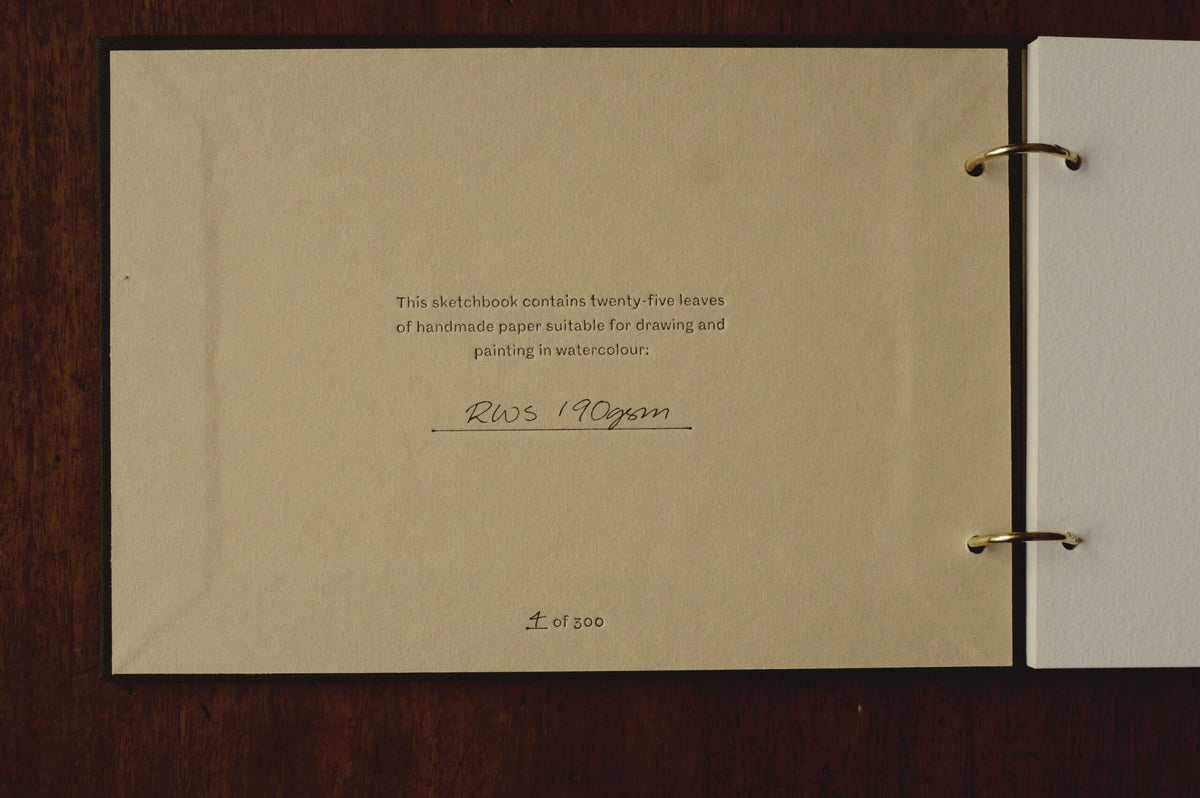 This sketchbook contains twenty-five leaves
of handmade paper suitable for drawing and
painting in watercolour:
RWS 190gsm
4 of 300